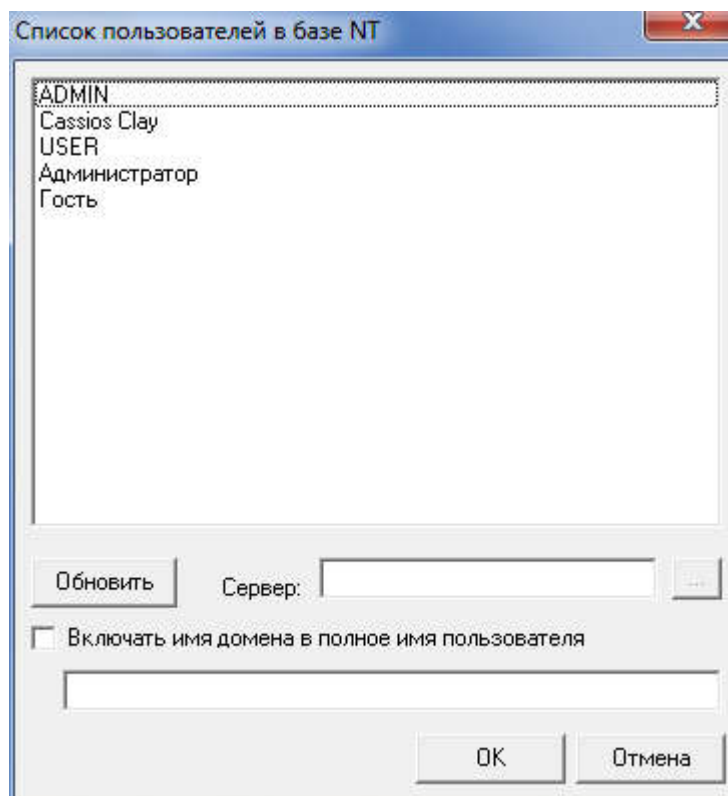 Список пользователей в базе NT
ADMIN
Cassios Clay
USER
Администратор
Гость
Обновить
Сервер:
...
Включать имя домена в полное имя пользователя
OK
Отмена